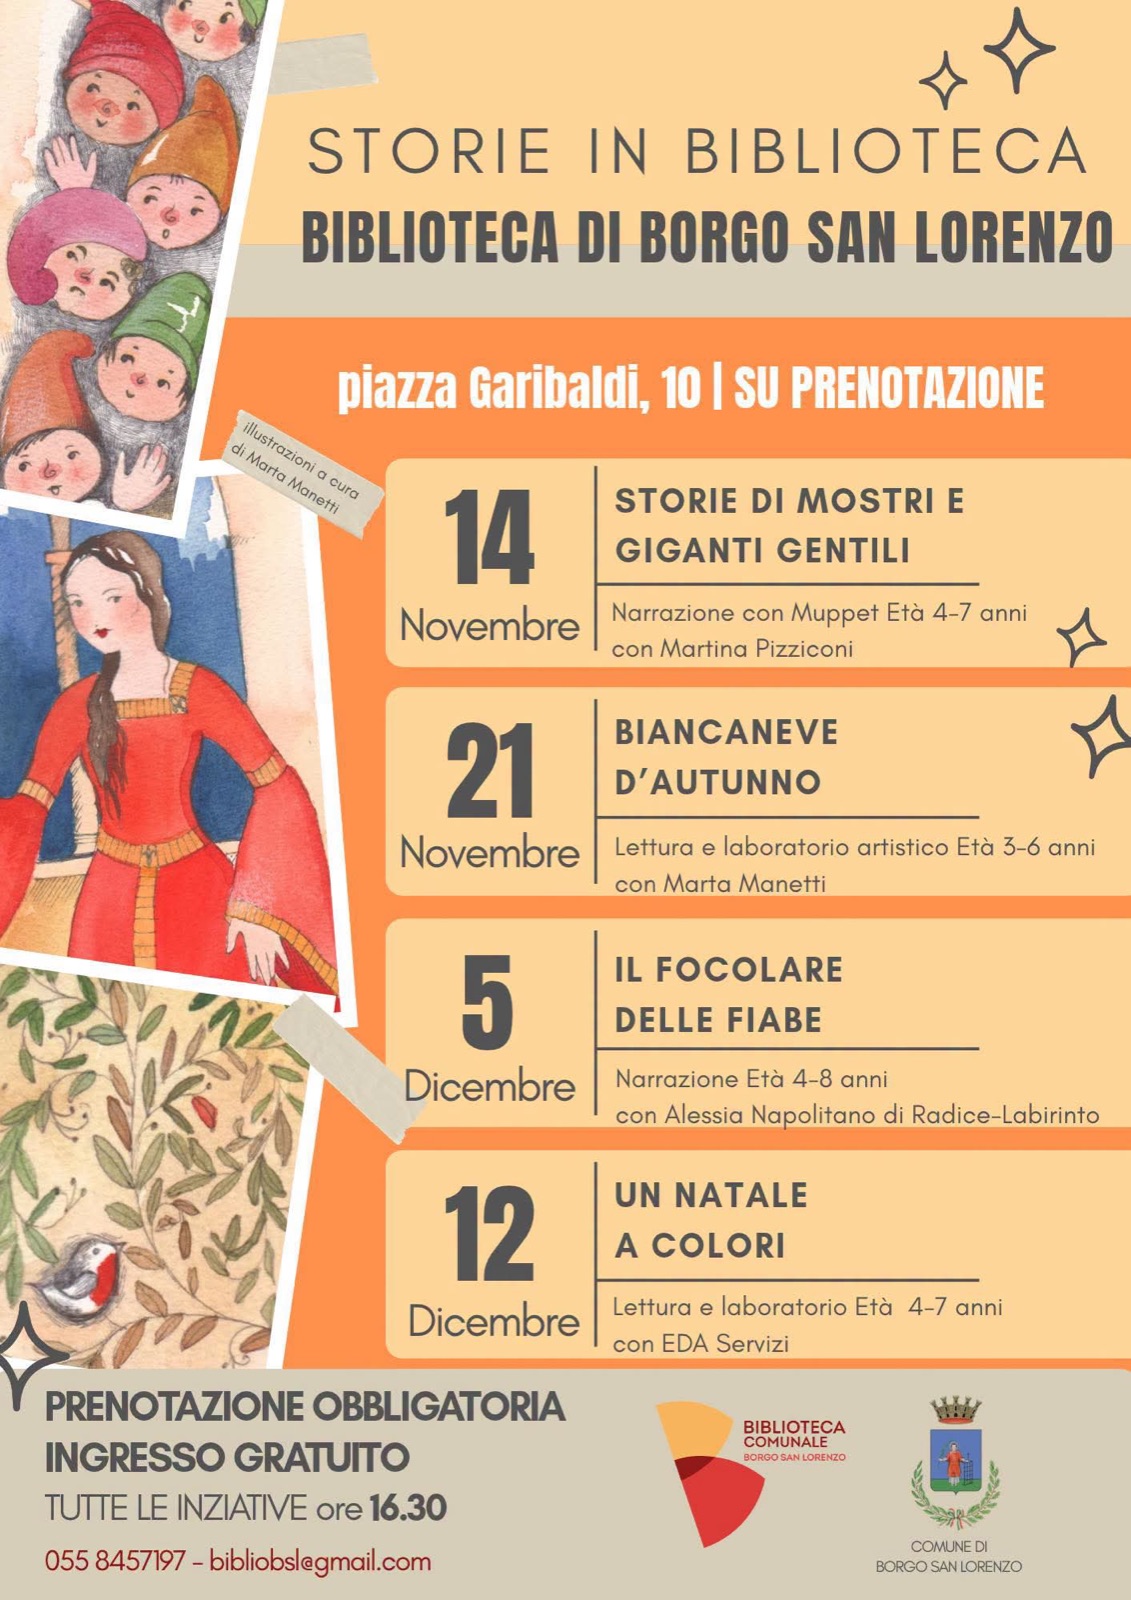 STORIE IN BIBLIOTECA
BIBLIOTECA DI BORGO SAN LORENZO
piazza Garibaldi, 10 | SU PRENOTAZIONE
illustrazioni a cura
di Marta Manetti
14
Novembre
STORIE DI MOSTRI E
GIGANTI GENTILI
Narrazione con Muppet Età 4-7 anni
con Martina Pizziconi
21
Novembre
BIANCANEVE
D'AUTUNNO
Lettura e laboratorio artistico Età 3-6 anni
con Marta Manetti
5
Dicembre
IL FOCOLARE
DELLE FIABE
Narrazione Età 4-8 anni
con Alessia Napolitano di Radice-Labirinto
12
Dicembre
UN NATALE
A COLORI
Lettura e laboratorio Età 4-7 anni
con EDA Servizi
PRENOTAZIONE OBBLIGATORIA
INGRESSO GRATUITO
TUTTE LE INZIATIVE ore 16.30
055 8457197 - bibliobsl@gmail.com
BIBLIOTECA
COMUNALE
BORGO SAN LORENZO
COMUNE DI
BORGO SAN LORENZO